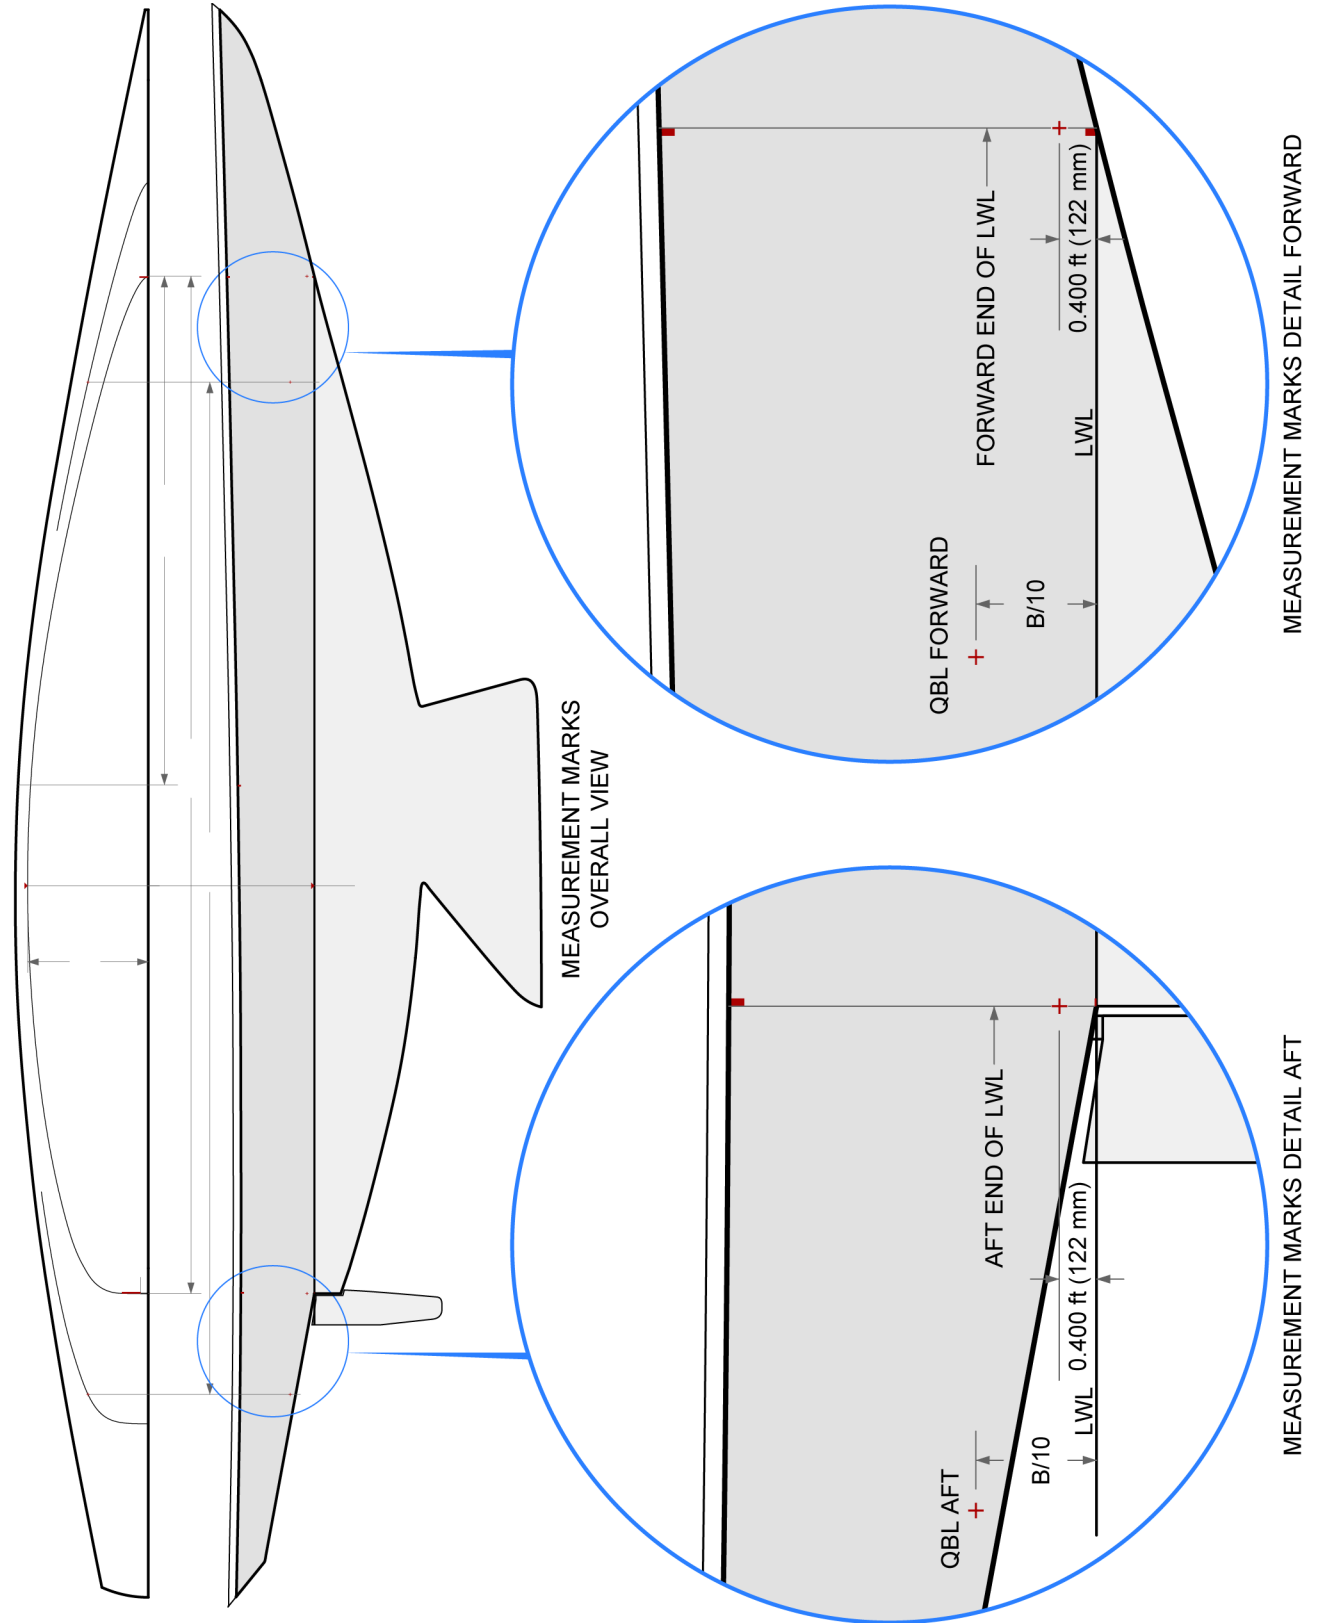 MEASUREMENT MARKS
OVERALL VIEW
QBL AFT
B/10
LWL
0.400 ft (122 mm)
AFT END OF LWL
MEASUREMENT MARKS DETAIL AFT
QBL FORWARD
B/10
FORWARD END OF LWL
LWL
0.400 ft (122 mm)
MEASUREMENT MARKS DETAIL FORWARD